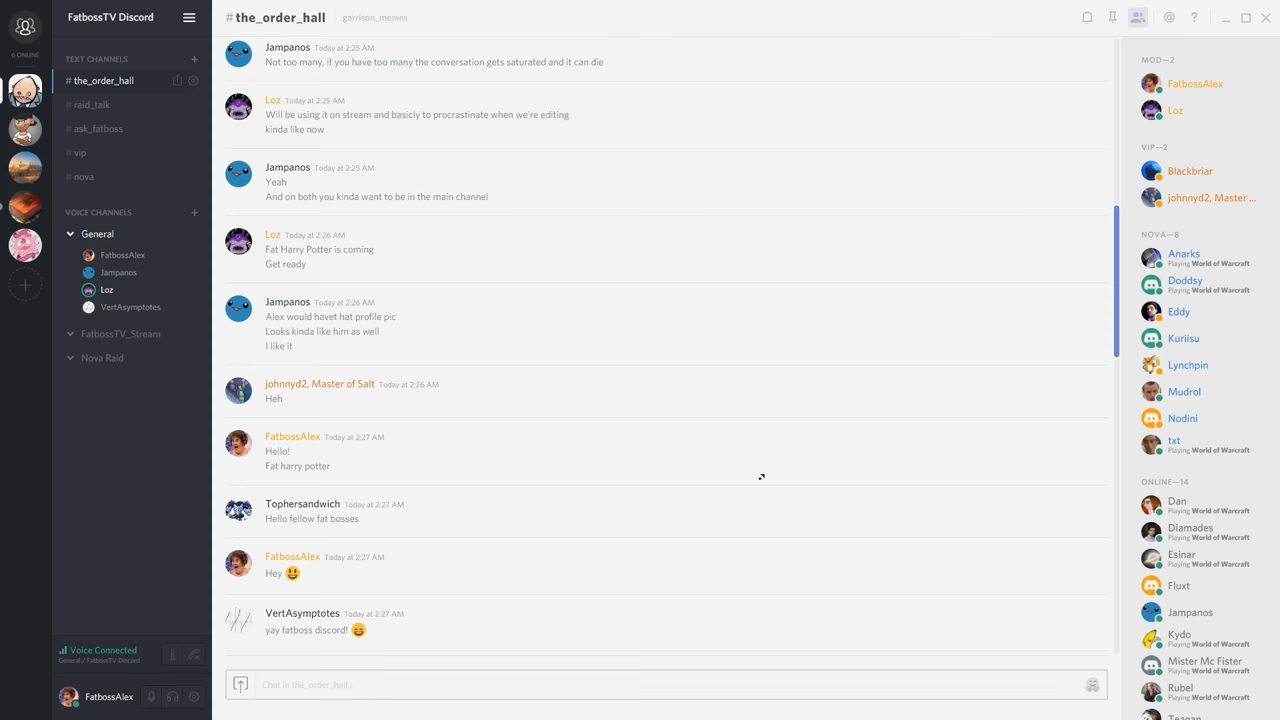 6 ONLINE
FatbossTV Discord
TEXT CHANNELS +
# the_order_hall
# raid_talk
# ask_fatboss
# vip
# nova
VOICE CHANNELS +
General
FatbossAlex
Jampanos
Loz
VertAsymptotes
FatbossTV_Stream
Nova Raid
Voice Connected
General / FatbossTV Discord
FatbossAlex
#the_order_hall garrison_memes
Jampanos Today at 2:25 AM
Not too many, if you have too many the conversation gets saturated and it can die
Loz Today at 2:25 AM
Will be using it on stream and basicly to procrastinate when we're editing
kinda like now
Jampanos Today at 2:25 AM
Yeah
And on both you kinda want to be in the main channel
Loz Today at 2:26 AM
Fat Harry Potter is coming
Get ready
Jampanos Today at 2:26 AM
Alex would havet hat profile pic
Looks kinda like him as well
I like it
johnnyd2, Master of Salt Today at 2:26 AM
Heh
FatbossAlex Today at 2:27 AM
Hello!
Fat harry potter
Tophersandwich Today at 2:27 AM
Hello fellow fat bosses
FatbossAlex Today at 2:27 AM
Hey 😃
VertAsymptotes Today at 2:27 AM
yay fatboss discord! 😄
Chat in the_order_hall...
MOD—2
FatbossAlex
Loz
VIP—2
Blackbriar
johnnyd2, Master ...
NOVA—8
Anarks
Playing World of Warcraft
Doddsy
Playing World of Warcraft
Eddy
Kuriisu
Lynchpin
Mudrol
Nodini
txt
Playing World of Warcraft
ONLINE—14
Dan
Playing World of Warcraft
Diamades
Playing World of Warcraft
Esinar
Playing World of Warcraft
Fluxt
Jampanos
Kydo
Playing World of Warcraft
Mister Mc Fister
Playing World of Warcraft
Rubel
Playing World of Warcraft
Teagan